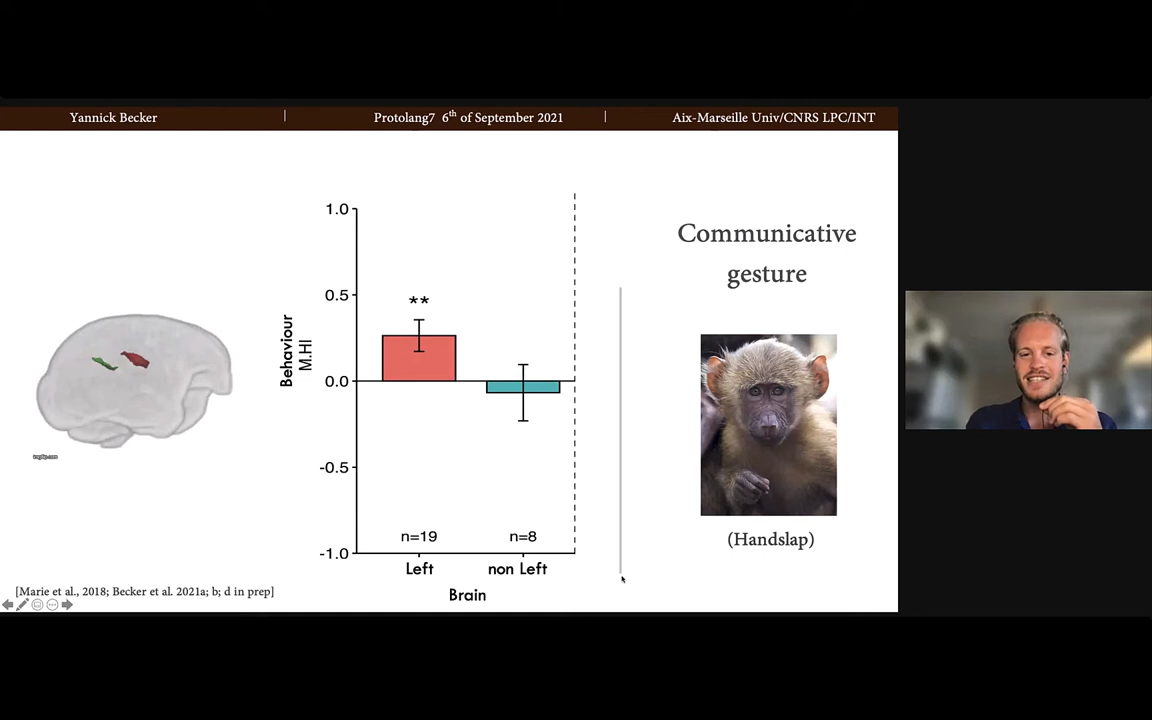 Yannick Becker
Protolang7 6th of September 2021
Aix-Marseille Univ/CNRS LPC/INT
Communicative
gesture
(Handslap)
1.0
0.5
0.0
-0.5
-1.0
Behaviour
M.HI
**
n=19
n=8
Left
non Left
Brain
imgflip.com
[Marie et al., 2018; Becker et al. 2021a; b; d in prep]